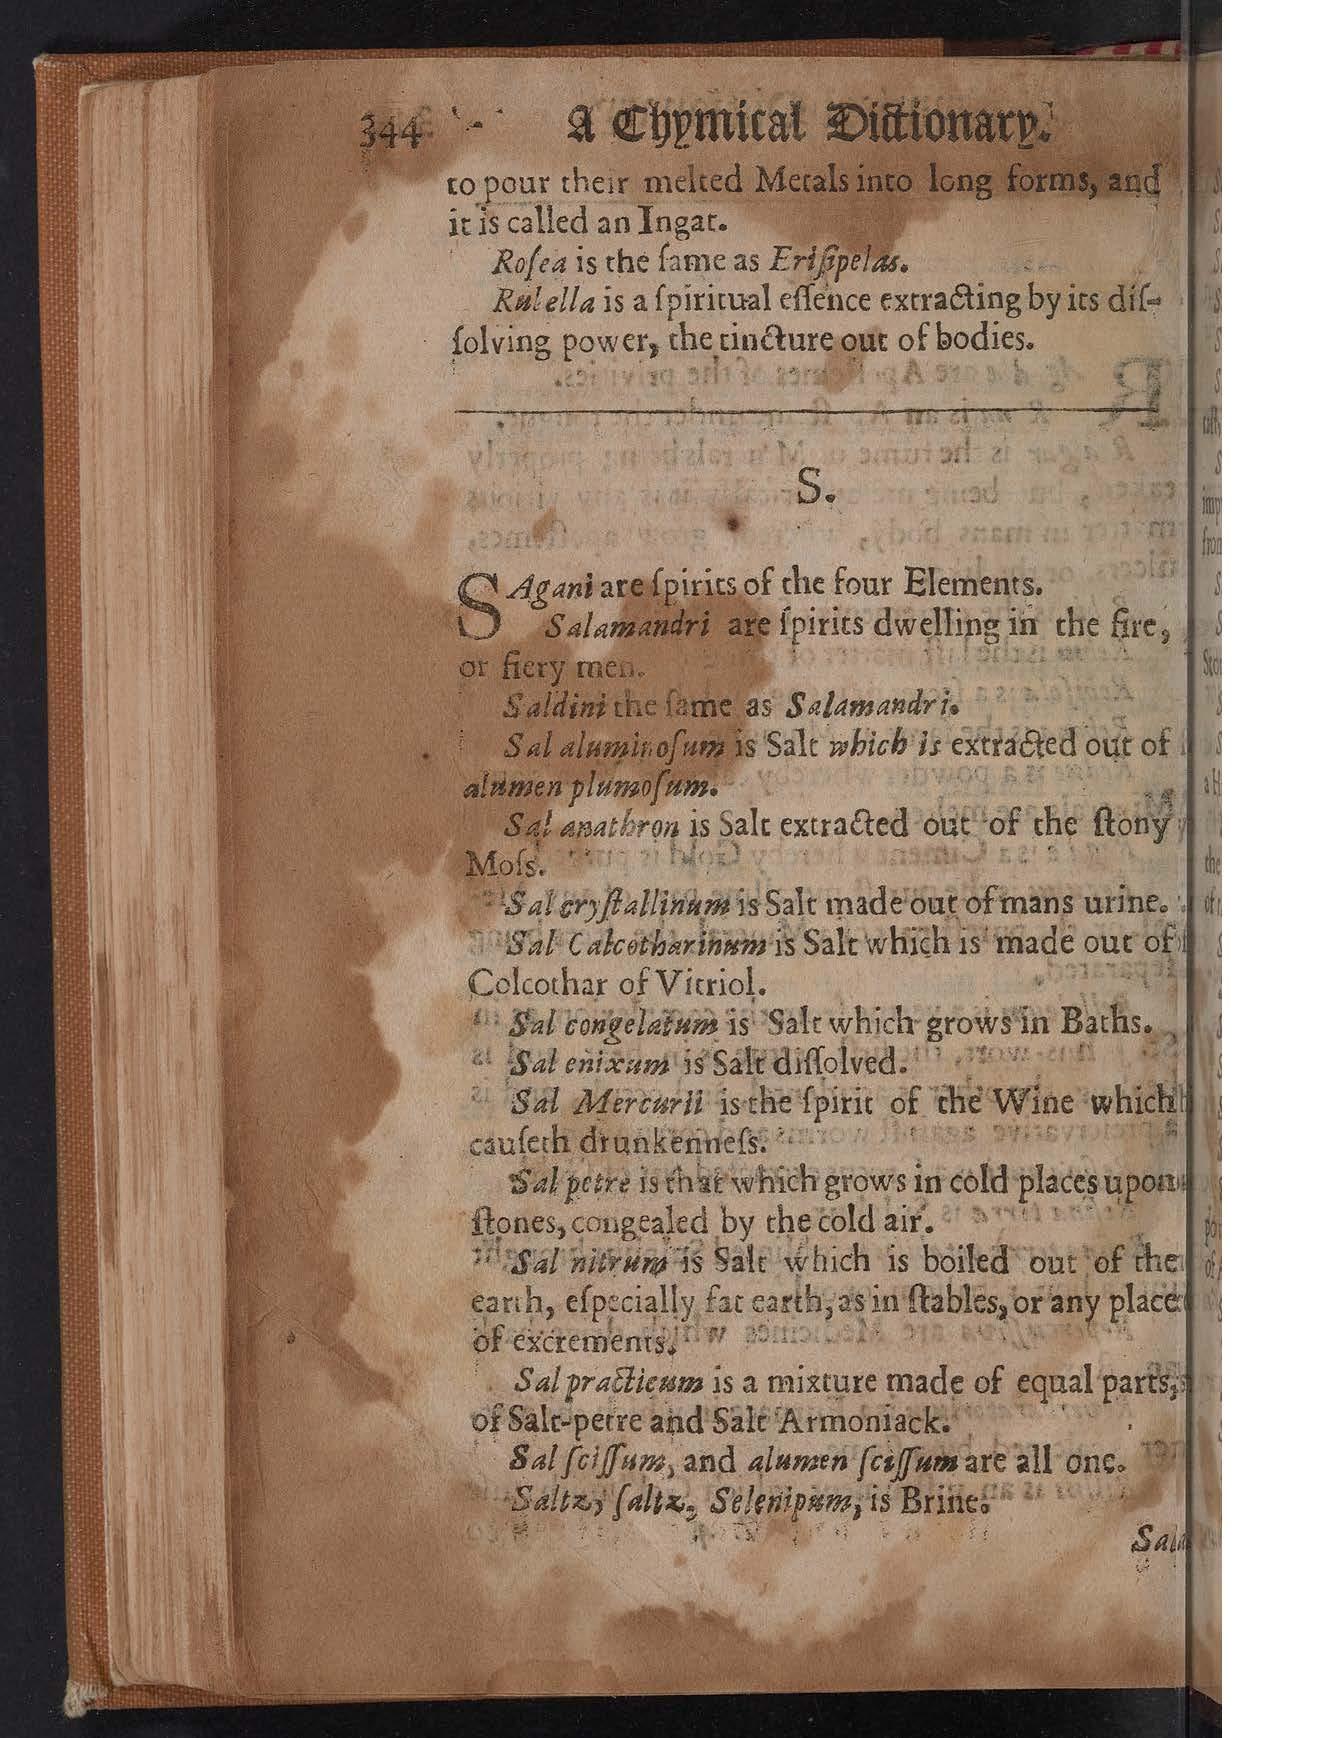 344 A Chymical Dictionary.
to pour their melted Metals into long forms, and
it is called an Ingat.
Roſea is the ſame as Eriſipelas.
Rulella is a ſpiritual eſſence extracting by its diſ-
ſolving power, the tincture out of bodies.
S.
SAgani are ſpirits of the four Elements.
Salamandri are ſpirits dwelling in the fire,
or fiery men.
Saldini the ſame as Salamandri.
Sal aluminoſum is Salt which is extracted out of
alumen plumoſum.
Sal anathron is Salt extracted out of the ſtony
Moſs.
Sal cryſtallinum is Salt made out of mans urine.
Sal Calcotharinum is Salt which is made out of
Colcothar of Vitriol.
Sal congelatum is Salt which grows in Baths.
Sal enixum is Salt diſſolved.
Sal Mercurii is the ſpirit of the Wine which
cauſeth drunkenneſs.
Sal petre is that which grows in cold places upon
ſtones, congealed by the cold air.
Sal nitrum is Salt which is boiled out of the
earth, eſpecially fat earth, as in ſtables, or any place
of excrements.
Sal practicum is a mixture made of equal parts,
of Salt-petre and Salt Armoniack.
Sal ſciſſum, and alumen ſciſſum are all one.
Saltz, ſaltz, Selenipum, is Brine.